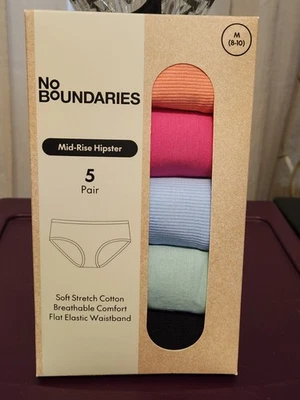 M
(8-10)
No
BOUNDARIES
Mid-Rise Hipster
5
Pair
Soft Stretch Cotton
Breathable Comfort
Flat Elastic Waistband